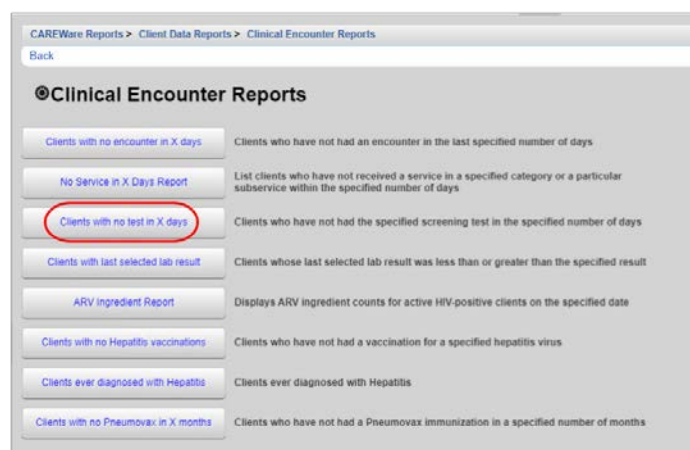 CAREWare Reports > Client Data Reports > Clinical Encounter Reports
Back
Clinical Encounter Reports
Clients with no encounter in X days Clients who have not had an encounter in the last specified number of days
No Service in X Days Report List clients who have not received a service in a specified category or a particular
subservice within the specified number of days
Clients with no test in X days Clients who have not had the specified screening test in the specified number of days
Clients with last selected lab result Clients whose last selected lab result was less than or greater than the specified result
ARV Ingredient Report Displays ARV ingredient counts for active HIV-positive clients on the specified date
Clients with no Hepatitis vaccinations Clients who have not had a vaccination for a specified hepatitis virus
Clients ever diagnosed with Hepatitis Clients ever diagnosed with Hepatitis
Clients with no Pneumovax in X months Clients who have not had a Pneumovax immunization in a specified number of months